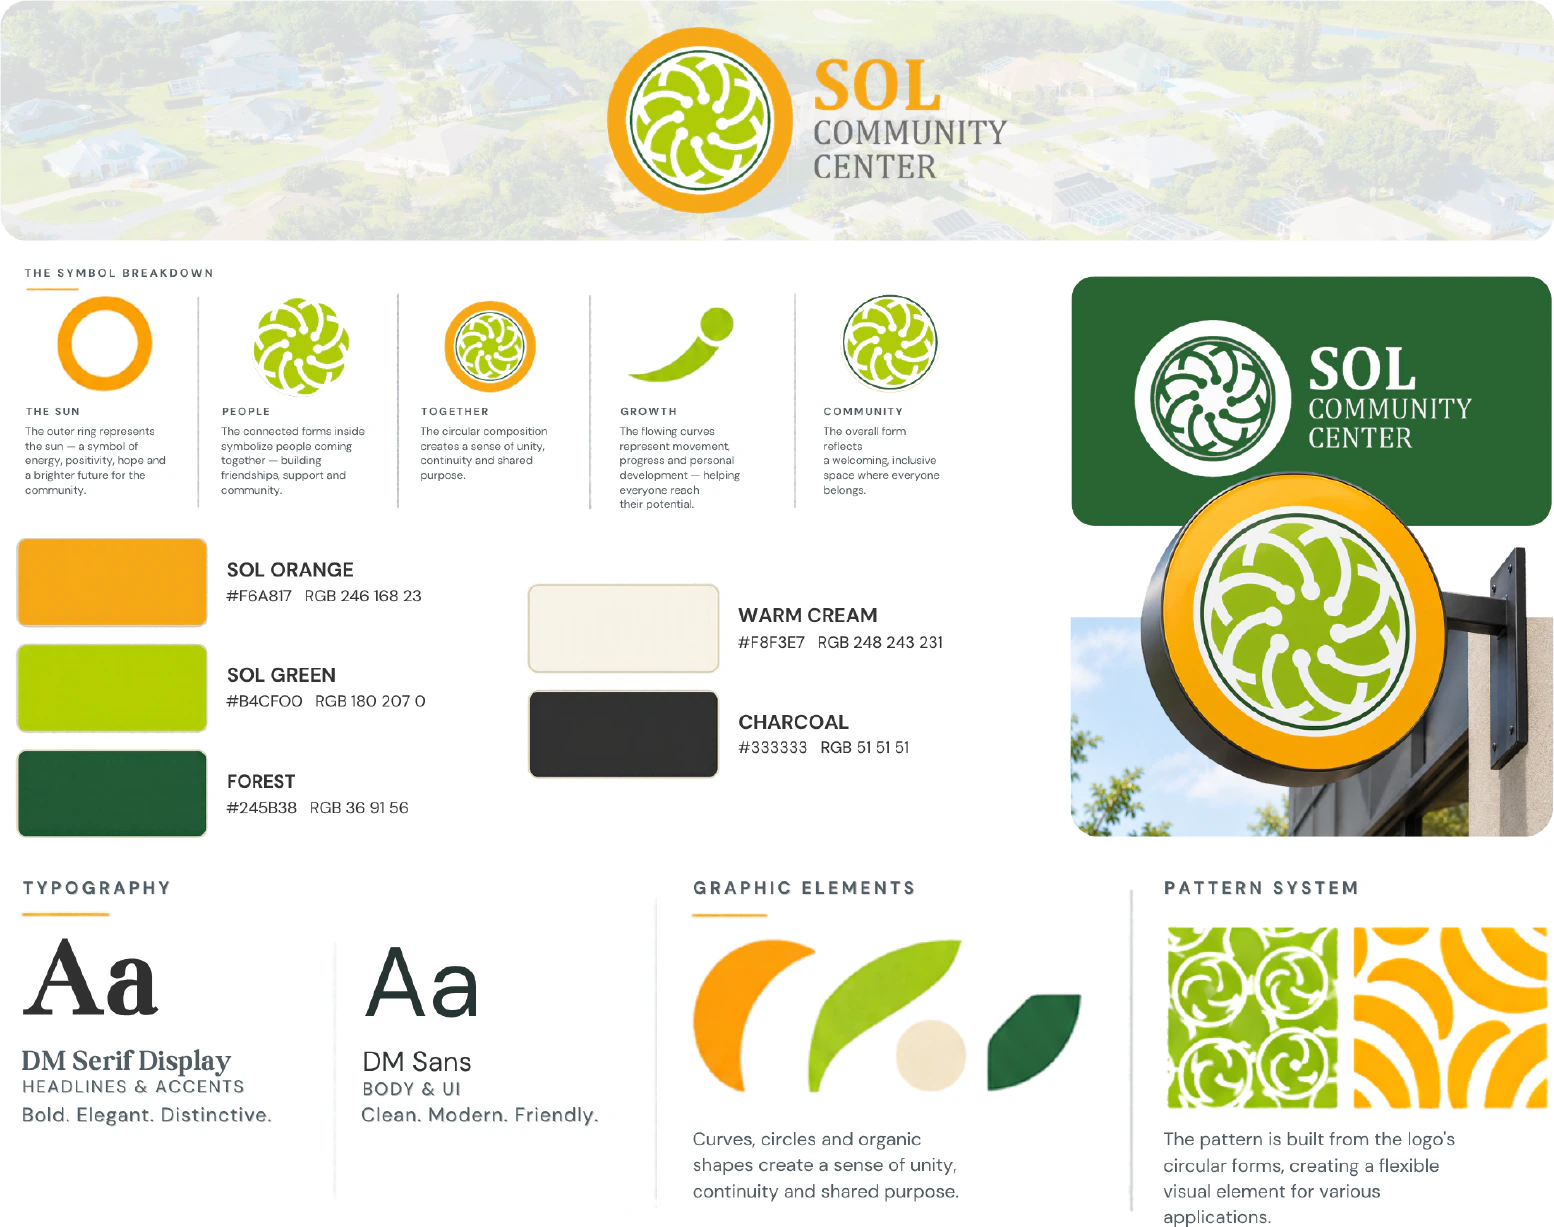 SOL
COMMUNITY
CENTER
THE SYMBOL BREAKDOWN
THE SUN
The outer ring represents
the sun — a symbol of
energy, positivity, hope and
a brighter future for the
community.
PEOPLE
The connected forms inside
symbolize people coming
together — building
friendships, support and
community.
TOGETHER
The circular composition
creates a sense of unity,
continuity and shared
purpose.
GROWTH
The flowing curves
represent movement,
progress and personal
development — helping
everyone reach
their potential.
COMMUNITY
The overall form
reflects
a welcoming, inclusive
space where everyone
belongs.
SOL
COMMUNITY
CENTER
SOL ORANGE
#F6A817 RGB 246 168 23
SOL GREEN
#B4CF00 RGB 180 207 0
FOREST
#245B38 RGB 36 91 56
WARM CREAM
#F8F3E7 RGB 248 243 231
CHARCOAL
#333333 RGB 51 51 51
TYPOGRAPHY
Aa
DM Serif Display
HEADLINES & ACCENTS
Bold. Elegant. Distinctive.
Aa
DM Sans
BODY & UI
Clean. Modern. Friendly.
GRAPHIC ELEMENTS
Curves, circles and organic
shapes create a sense of unity,
continuity and shared purpose.
PATTERN SYSTEM
The pattern is built from the logo's
circular forms, creating a flexible
visual element for various
applications.